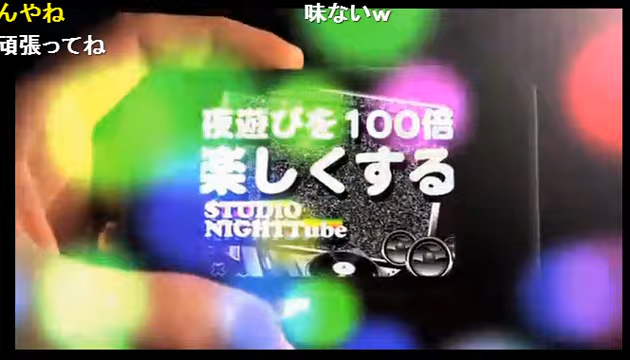 んやね
味ないw
頑張ってね
夜遊びを100倍
楽しくする
STUDIO
NIGHTTube